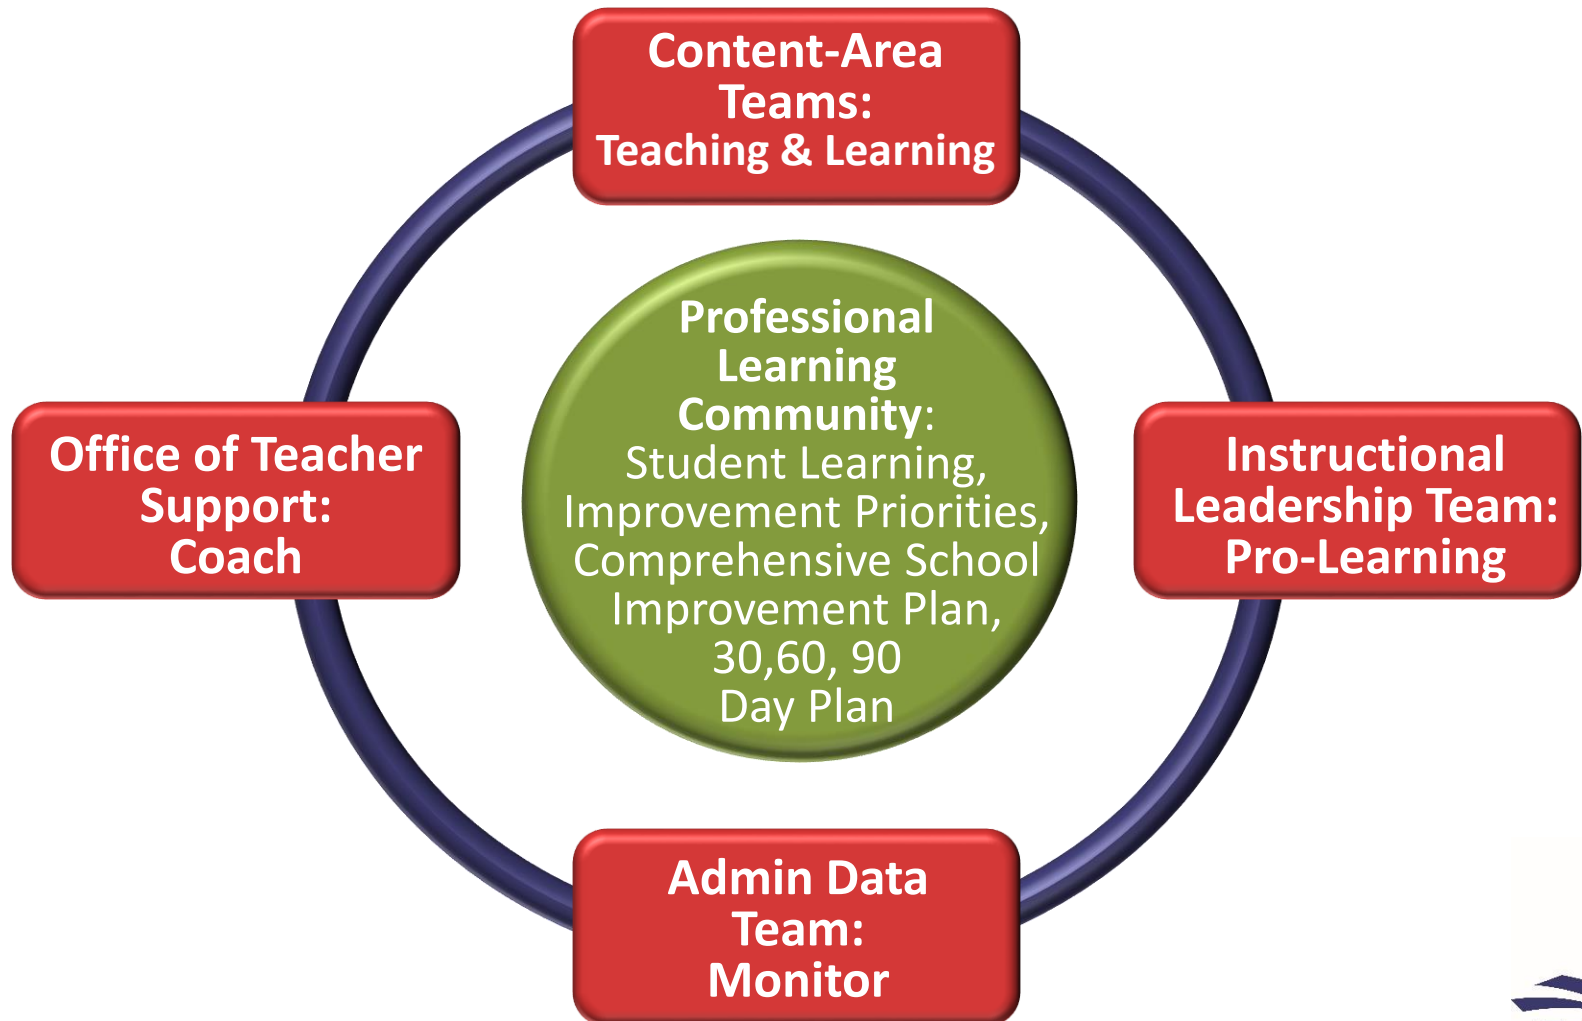 Content-Area
Teams:
Teaching & Learning
Professional
Learning
Community:
Student Learning,
Improvement Priorities,
Comprehensive School
Improvement Plan,
30,60, 90
Day Plan
Office of Teacher
Support:
Coach
Instructional
Leadership Team:
Pro-Learning
Admin Data
Team:
Monitor